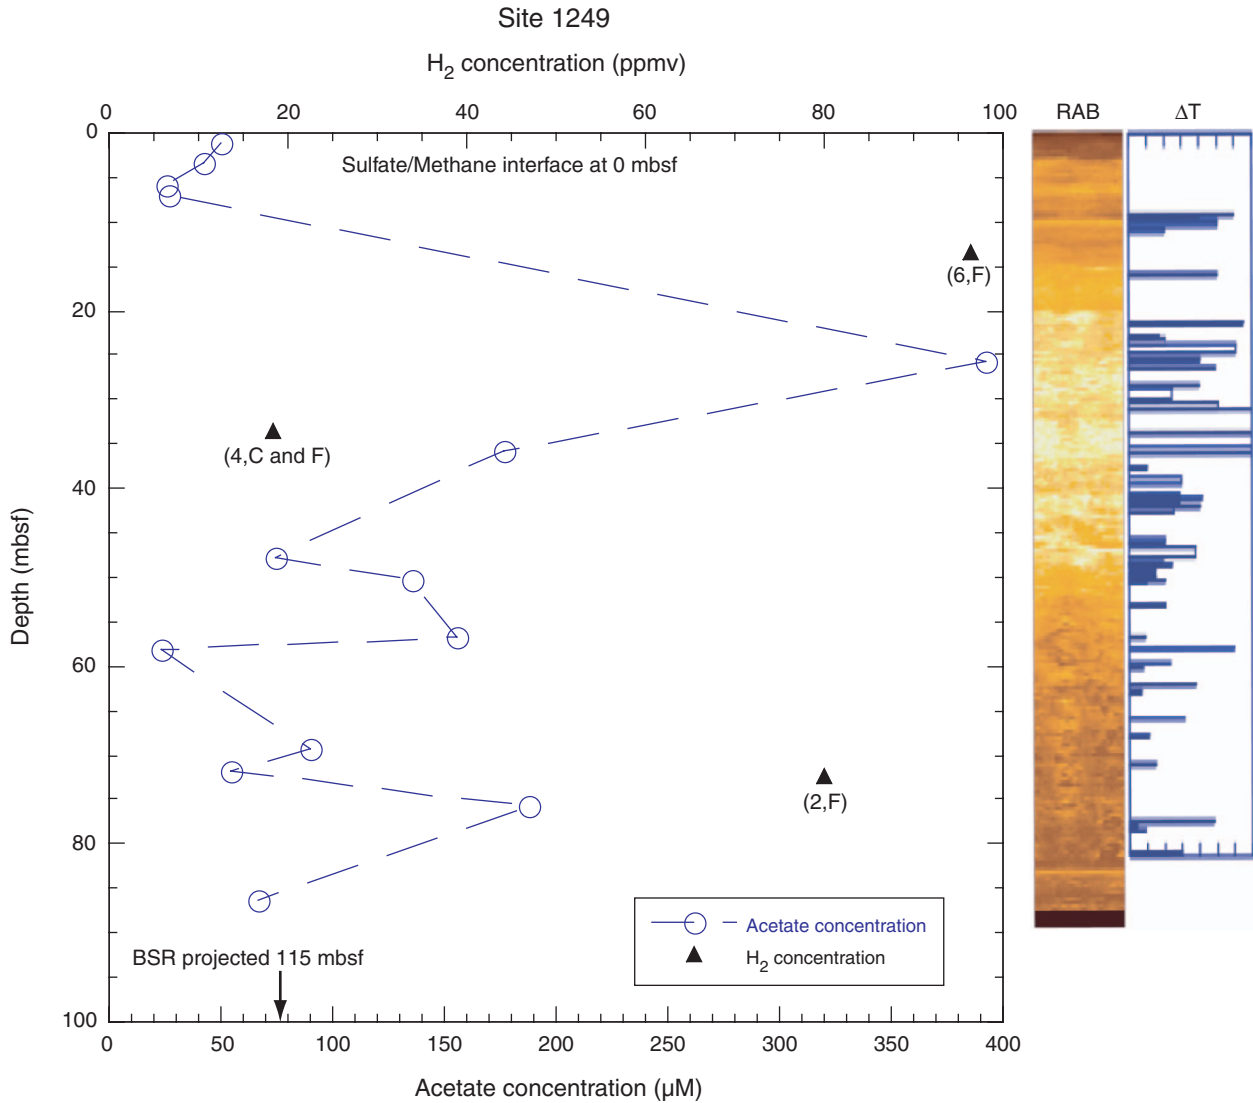 Site 1249
H2 concentration (ppmv)
0 20 40 60 80 100
RAB ΔT
0
Sulfate/Methane interface at 0 mbsf
(6,F)
20
(4,C and F)
40
Depth (mbsf)
60
(2,F)
80
Acetate concentration
H2 concentration
BSR projected 115 mbsf
100
0 50 100 150 200 250 300 350 400
Acetate concentration (µM)